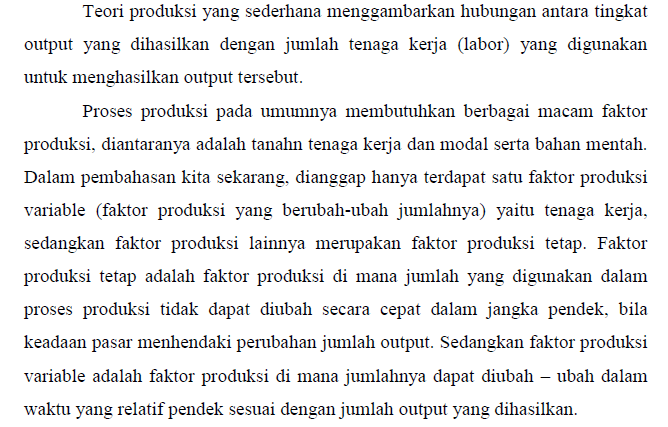 Teori produksi yang sederhana menggambarkan hubungan antara tingkat
output yang dihasilkan dengan jumlah tenaga kerja (labor) yang digunakan
untuk menghasilkan output tersebut.
Proses produksi pada umumnya membutuhkan berbagai macam faktor
produksi, diantaranya adalah tanahn tenaga kerja dan modal serta bahan mentah.
Dalam pembahasan kita sekarang, dianggap hanya terdapat satu faktor produksi
variable (faktor produksi yang berubah-ubah jumlahnya) yaitu tenaga kerja,
sedangkan faktor produksi lainnya merupakan faktor produksi tetap. Faktor
produksi tetap adalah faktor produksi di mana jumlah yang digunakan dalam
proses produksi tidak dapat diubah secara cepat dalam jangka pendek, bila
keadaan pasar menhendaki perubahan jumlah output. Sedangkan faktor produksi
variable adalah faktor produksi di mana jumlahnya dapat diubah – ubah dalam
waktu yang relatif pendek sesuai dengan jumlah output yang dihasilkan.